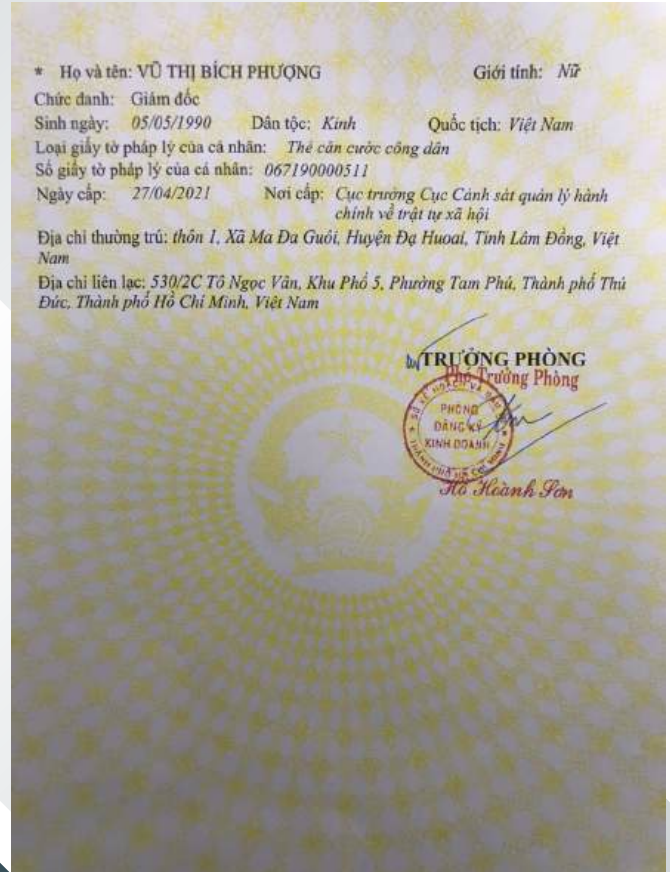 * Họ và tên: VŨ THỊ BÍCH PHƯỢNG Giới tính: Nữ
Chức danh: Giám đốc
Sinh ngày: 05/05/1990 Dân tộc: Kinh Quốc tịch: Việt Nam
Loại giấy tờ pháp lý của cá nhân: Thẻ căn cước công dân
Số giấy tờ pháp lý của cá nhân: 067190000511
Ngày cấp: 27/04/2021 Nơi cấp: Cục trưởng Cục Cảnh sát quản lý hành
chính về trật tự xã hội
Địa chỉ thường trú: thôn 1, Xã Ma Đa Guôi, Huyện Đạ Huoai, Tỉnh Lâm Đồng, Việt
Nam
Địa chỉ liên lạc: 530/2C Tô Ngọc Vân, Khu Phố 5, Phường Tam Phú, Thành phố Thủ
Đức, Thành phố Hồ Chí Minh, Việt Nam
TRƯỞNG PHÒNG
Phó Trưởng Phòng
PHÒNG
ĐĂNG KÝ
KINH DOANH
Hồ Hoành Sơn